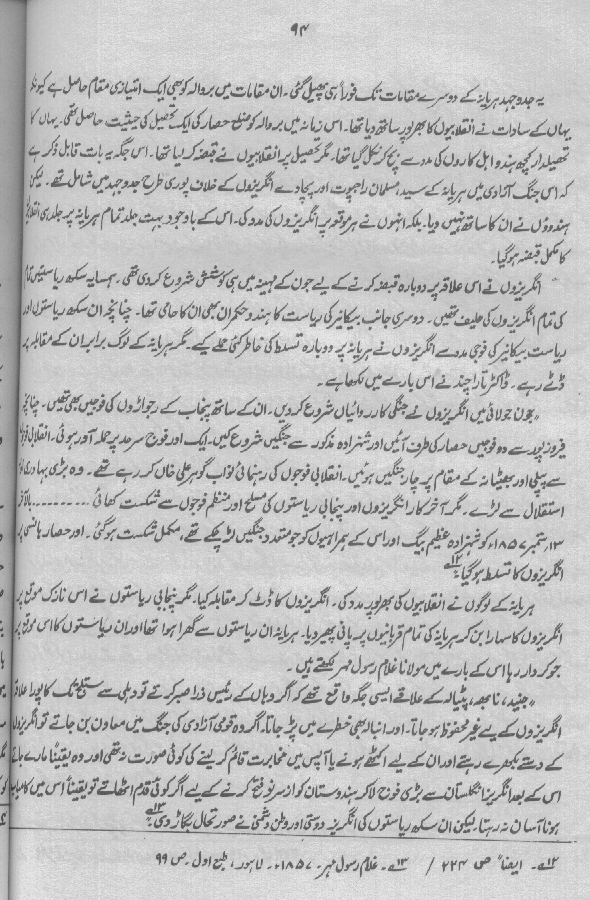 ۹۴
یہ جدوجہد ہریانہ کے دوسرے مقامات تک فوراً ہی پھیل گئی۔ ان مقامات میں بروالہ کو بھی ایک امتیازی مقام حاصل ہے کیونکہ
یہاں کے سادات نے انقلابیوں کا بھرپور ساتھ دیا تھا۔ اس زمانہ میں بروالہ کو ضلع حصار کی ایک تحصیل کی حیثیت حاصل تھی۔ یہاں کا
تحصیلدار کچھ ہندو اہل کاروں کی مدد سے بچ کر نکل گیا تھا۔ مگر تحصیل پر انقلابیوں نے قبضہ کر لیا تھا۔ اس جگہ یہ بات قابل ذکر ہے
کہ اس جنگ آزادی میں ہریانہ کے سید، مسلمان راجپوت اور پچھادے انگریزوں کے خلاف پوری طرح جدوجہد میں شامل تھے۔ لیکن
ہندوؤں نے ان کا ساتھ نہیں دیا۔ بلکہ انہوں نے ہر موقع پر انگریزوں کی مدد کی۔ اس کے باوجود بہت جلد تمام ہریانہ پر جلد ہی
کا مکمل قبضہ ہو گیا۔
انگریزوں نے اس علاقہ پر دوبارہ قبضہ کرنے کے لیے جون کے مہینہ میں ہی کوشش شروع کر دی تھی۔ ہمسایہ سکھ ریاستیں تمام
کی تمام انگریزوں کی حلیف تھیں۔ دوسری جانب بیکانیر کی ریاست کا ہندو حکمران بھی ان کا حامی تھا۔ چنانچہ ان سکھ ریاستوں اور
ریاست بیکانیر کی فوجی مدد سے انگریزوں نے ہریانہ پر دوبارہ تسلط کی خاطر کئی حملے کیے۔ مگر ہریانہ کے لوگ برابر ان کے مقابلہ پر
ڈٹے رہے۔ ڈاکٹر تارا چند نے اس بارے میں لکھا ہے۔
"جون جولائی میں انگریزوں نے جنگی کارروائیاں شروع کر دیں۔ ان کے ساتھ پنجاب کے رجواڑوں کی فوجیں بھی تھیں۔ چنانچہ
فیروز پور سے دو فوجیں حصار کی طرف آئیں اور شہزادہ مذکور سے جنگیں شروع کیں۔ ایک اور فوج سرحد پر حملہ آور ہوئی۔ انقلابی فوج
سے پہلی اور بھٹیانہ کے مقام پر چار جنگیں ہوئیں۔ انقلابی فوجوں کی رہنمائی نواب گوہر علی خاں کر رہے تھے۔ وہ بڑی بہادری اور
استقلال سے لڑے۔ مگر آخر کار انگریزوں اور پنجابی ریاستوں کی مسلح اور منظم فوجوں سے شکست کھائی ......... بالآخر
۱۳ ستمبر ۱۸۵۷ء کو شہزادہ عظیم بیگ اور اس کے ہمراہیوں کو جو متعدد جنگیں لڑ چکے تھے، مکمل شکست ہو گئی۔ اور حصار ہانسی پر
انگریزوں کا تسلط ہو گیا۔"۱۲ے
ہریانہ کے لوگوں نے انقلابیوں کی بھرپور مدد کی۔ انگریزوں کا ڈٹ کر مقابلہ کیا۔ مگر پنجابی ریاستوں نے اس نازک موقع پر
انگریزوں کا سہارا بن کر ہریانہ کی تمام قربانیوں پر پانی پھیر دیا۔ ہریانہ ان ریاستوں سے گھرا ہوا تھا اور ان ریاستوں کا اس موقع پر
جو کردار رہا اس کے بارے میں مولانا غلام رسول مہر لکھتے ہیں۔
"جنید، نابھہ، پٹیالہ کے علاقے ایسی جگہ واقع تھے کہ اگر وہاں کے رئیس ذرا صبر کرتے تو دہلی سے ستلج تک کا پورا علاقہ
انگریزوں کے لیے غیر محفوظ ہو جاتا۔ اور انبالہ بھی خطرے میں پڑ جاتا۔ اگر وہ قومی آزادی کی جنگ میں معاون بن جاتے تو انگریزوں
کے دستے بکھرے رہتے اور ان کے لیے اکٹھے ہونے یا آپس میں مخابرت قائم کر لینے کی کوئی صورت نہ تھی اور وہ یقیناً مارے جاتے
اس کے بعد انگریز انگلستان سے بڑی فوج لا کر ہندوستان کو از سر نو فتح کرنے کے لیے اگر کوئی قدم اٹھاتے تو یقیناً اس میں کامیاب
ہونا آسان نہ رہتا۔ لیکن ان سکھ ریاستوں کی انگریز دوستی اور وطن دشمنی نے صورتحال بگاڑ دی۔"۱۳ے
۱۲ے۔ ایضاً ص ۲۲۴ / ۱۳ے۔ غلام رسول مہر۔ ۱۸۵۷ء۔ لاہور، طبع اول۔ ص ۹۹